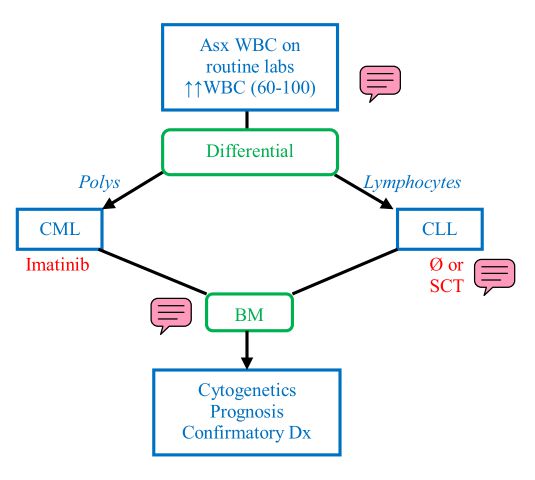 Asx WBC on
routine labs
↑↑WBC (60-100)
Differential
Polys
Lymphocytes
CML
CLL
Imatinib
Ø or
SCT
BM
Cytogenetics
Prognosis
Confirmatory Dx